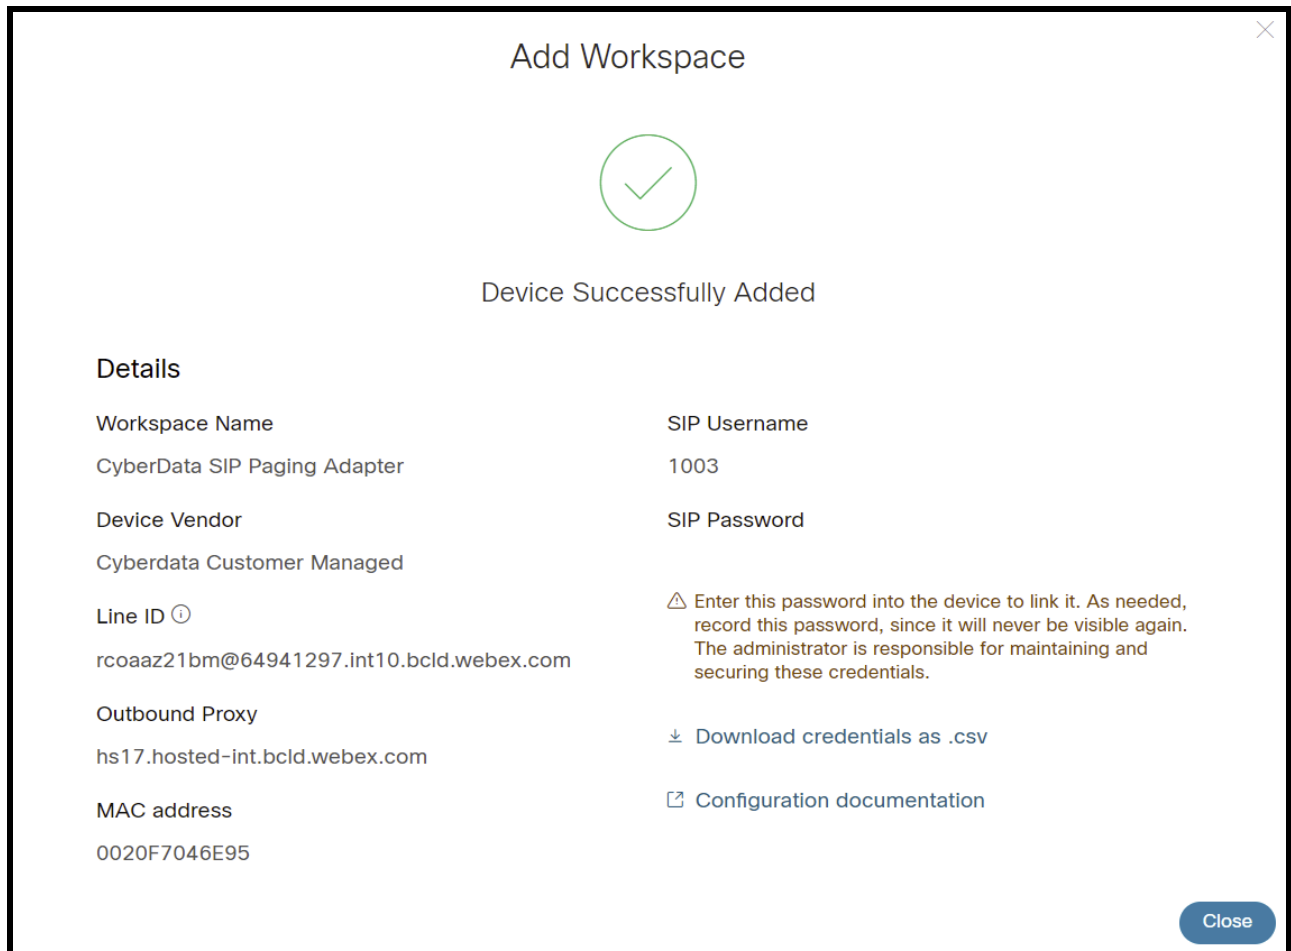 Add Workspace
Device Successfully Added
Details
Workspace Name
CyberData SIP Paging Adapter
Device Vendor
Cyberdata Customer Managed
Line ID
rcoaaz21bm@64941297.int10.bcld.webex.com
Outbound Proxy
hs17.hosted-int.bcld.webex.com
MAC address
0020F7046E95
SIP Username
1003
SIP Password
Enter this password into the device to link it. As needed,
record this password, since it will never be visible again.
The administrator is responsible for maintaining and
securing these credentials.
Download credentials as .csv
Configuration documentation
Close